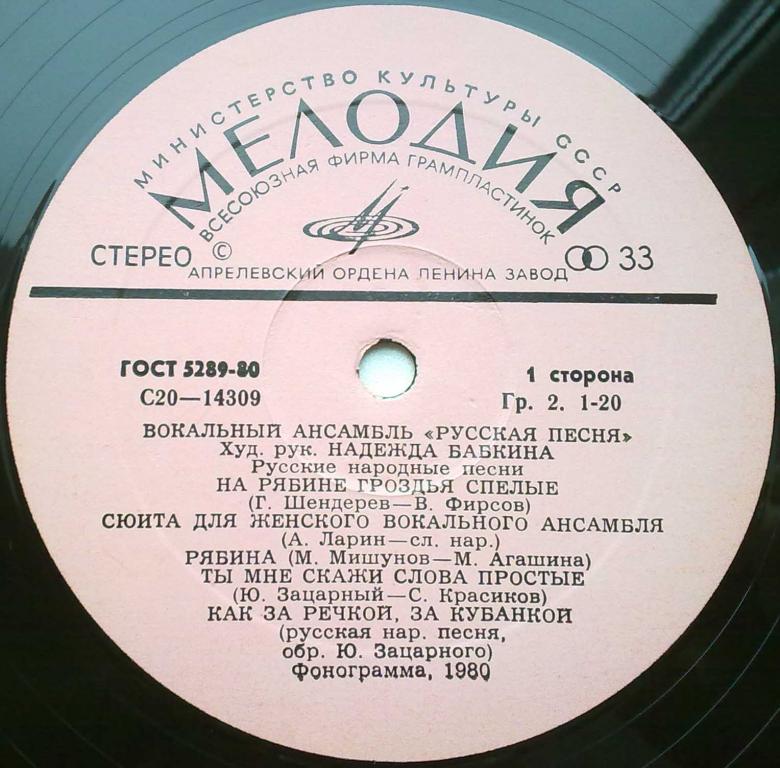 МИНИСТЕРСТВО КУЛЬТУРЫ СССР
МЕЛОДИЯ
ВСЕСОЮЗНАЯ ФИРМА ГРАМПЛАСТИНОК
СТЕРЕО © 33
АПРЕЛЕВСКИЙ ОРДЕНА ЛЕНИНА ЗАВОД
ГОСТ 5289-80 1 сторона
С20—14309 Гр. 2. 1-20
ВОКАЛЬНЫЙ АНСАМБЛЬ «РУССКАЯ ПЕСНЯ»
Худ. рук. НАДЕЖДА БАБКИНА
Русские народные песни
НА РЯБИНЕ ГРОЗДЬЯ СПЕЛЫЕ
(Г. Шендерев—В. Фирсов)
СЮИТА ДЛЯ ЖЕНСКОГО ВОКАЛЬНОГО АНСАМБЛЯ
(А. Ларин—сл. нар.)
РЯБИНА (М. Мишунов—М. Агашина)
ТЫ МНЕ СКАЖИ СЛОВА ПРОСТЫЕ
(Ю. Зацарный—С. Красиков)
КАК ЗА РЕЧКОЙ, ЗА КУБАНКОЙ
(русская нар. песня,
обр. Ю. Зацарного)
Фонограмма, 1980